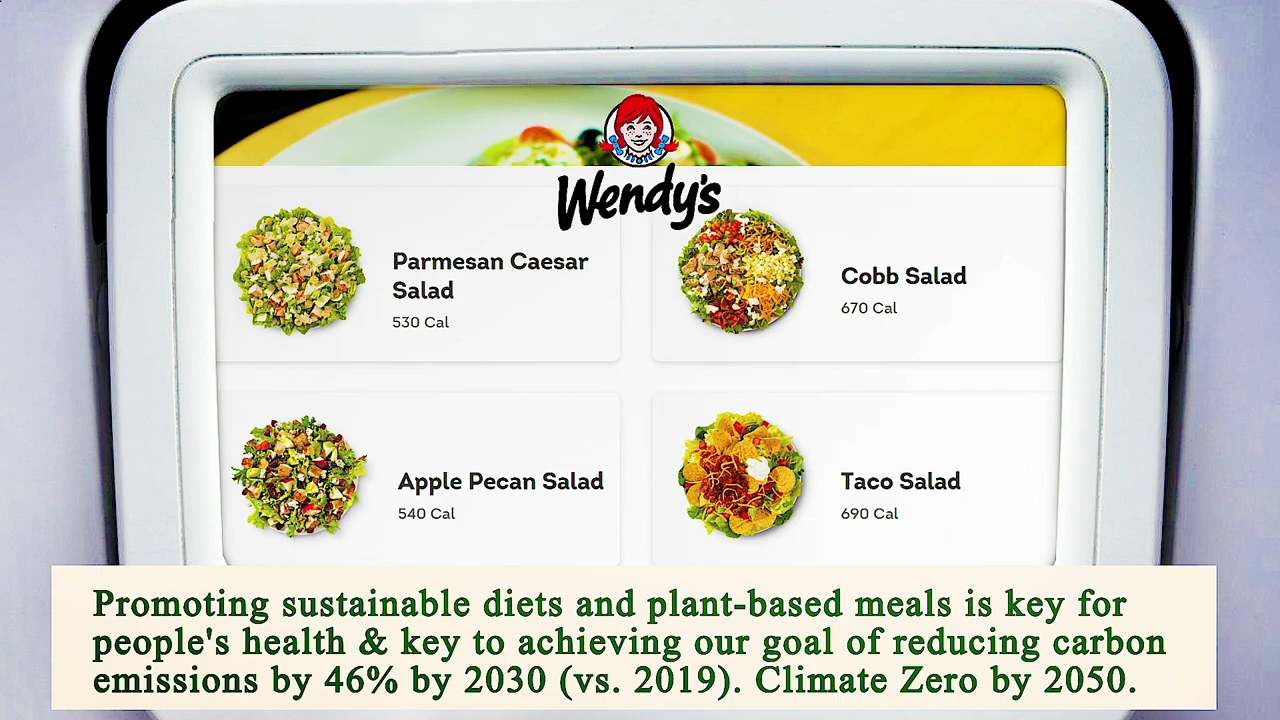 Wendy's
Parmesan Caesar
Salad
530 Cal
Cobb Salad
670 Cal
Apple Pecan Salad
540 Cal
Taco Salad
690 Cal
Promoting sustainable diets and plant-based meals is key for
people's health & key to achieving our goal of reducing carbon
emissions by 46% by 2030 (vs. 2019). Climate Zero by 2050.